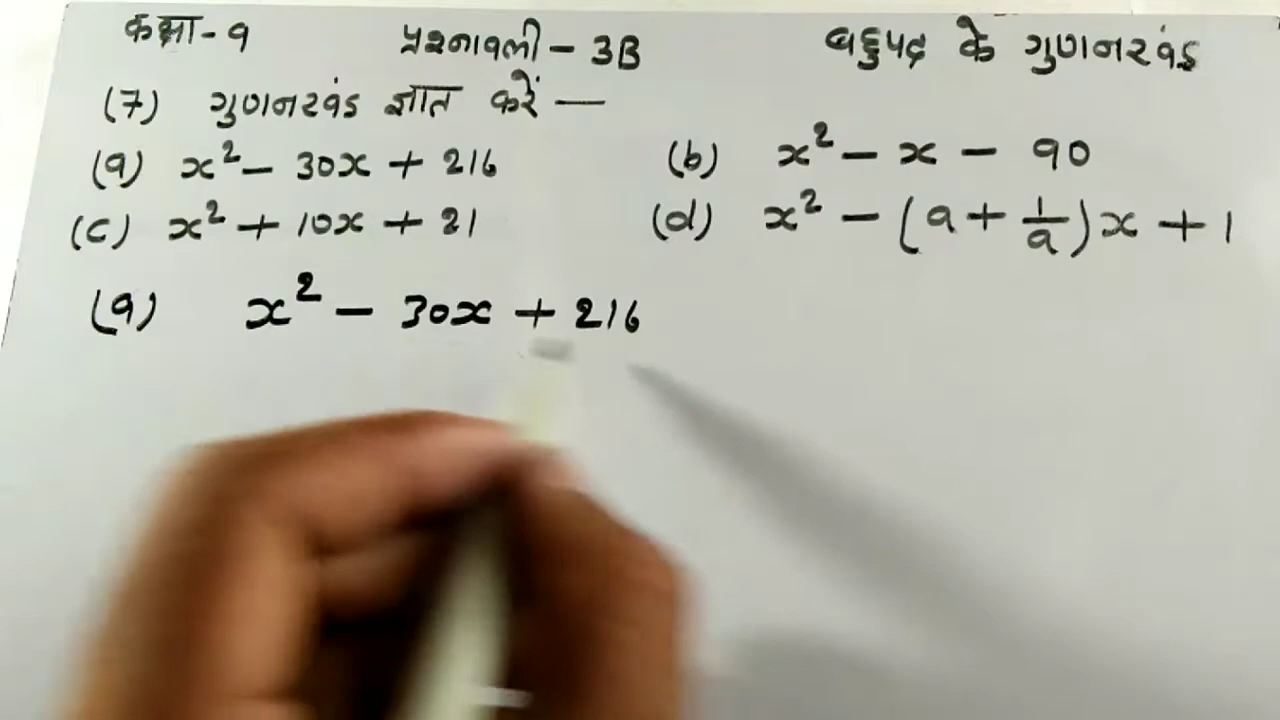 कक्षा - 9 प्रश्नावली - 3B बहुपद के गुणनखंड
(7) गुणनखंड ज्ञात करें —
(a) x² - 30x + 216 (b) x² - x - 90
(c) x² + 10x + 21 (d) x² - (a + 1/a)x + 1
(a) x² - 30x + 216